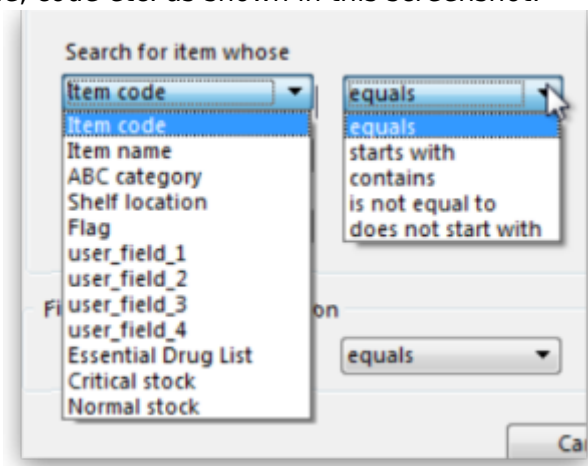 Search for item whose
Item code
equals
Item code
Item name
ABC category
Shelf location
Flag
user_field_1
user_field_2
user_field_3
user_field_4
Essential Drug List
Critical stock
Normal stock
equals
starts with
contains
is not equal to
does not start with
Fi
on
equals
Ca